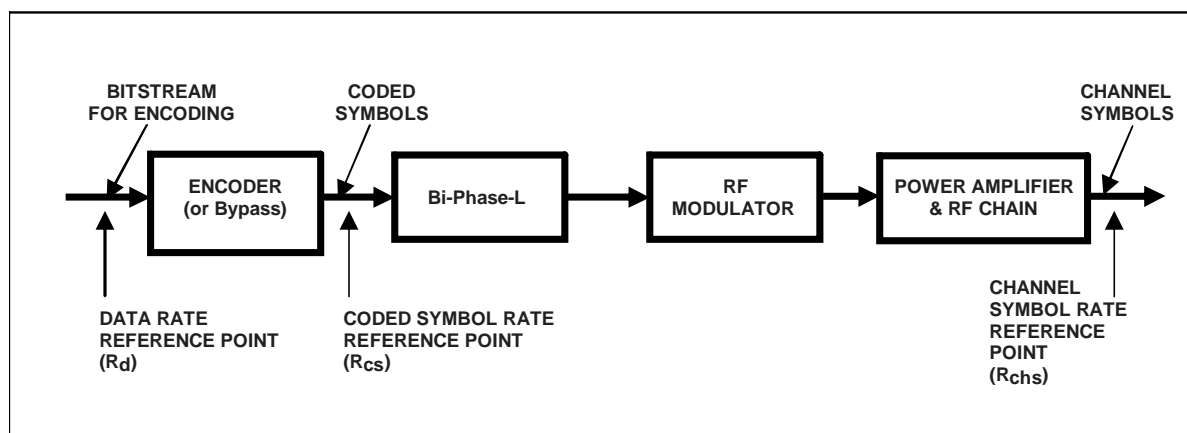 BITSTREAM
FOR ENCODING
CODED
SYMBOLS
CHANNEL
SYMBOLS
ENCODER
(or Bypass)
Bi-Phase-L
RF
MODULATOR
POWER AMPLIFIER
& RF CHAIN
DATA RATE
REFERENCE POINT
(Rd)
CODED SYMBOL RATE
REFERENCE POINT
(Rcs)
CHANNEL
SYMBOL RATE
REFERENCE
POINT
(Rchs)